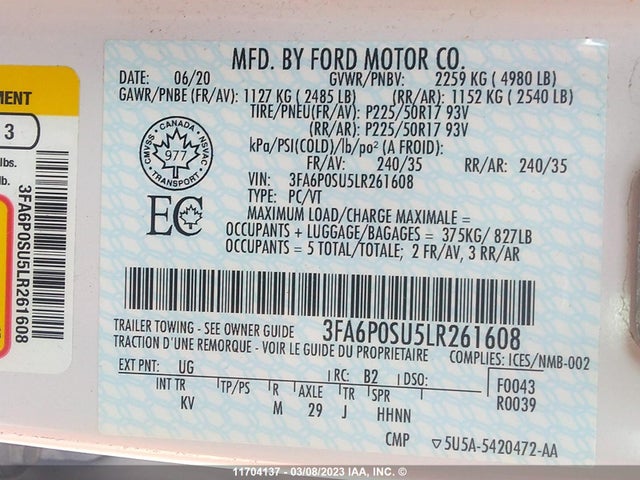 MFD. BY FORD MOTOR CO.
DATE: 06/20 GVWR/PNBV: 2259 KG ( 4980 LB)
GAWR/PNBE (FR/AV): 1127 KG ( 2485 LB) (RR/AR): 1152 KG ( 2540 LB)
TIRE/PNEU(FR/AV): P225/50R17 93V
(RR/AR): P225/50R17 93V
kPa/PSI(COLD)/lb/po² (A FROID):
FR/AV: 240/35 RR/AR: 240/35
VIN: 3FA6P0SU5LR261608
TYPE: PC/VT
MAXIMUM LOAD/CHARGE MAXIMALE =
OCCUPANTS + LUGGAGE/BAGAGES = 375KG/ 827LB
OCCUPANTS = 5 TOTAL/TOTALE; 2 FR/AV, 3 RR/AR
CANADA
CMVSS
NSVAC
977
TRANSPORT
EC
3FA6P0SU5LR261608
TRAILER TOWING - SEE OWNER GUIDE
TRACTION D'UNE REMORQUE - VOIR LE GUIDE DU PROPRIETAIRE
COMPLIES: ICES/NMB-002
EXT PNT: UG RC: B2 DSO: F0043
INT TR TP/PS R AXLE TR SPR R0039
KV M 29 J HHNN
CMP ▽5U5A-5420472-AA
MENT
3
lbs.
lb.
3FA6P0SU5LR261608
11704137 - 03/08/2023 IAA, INC. ©